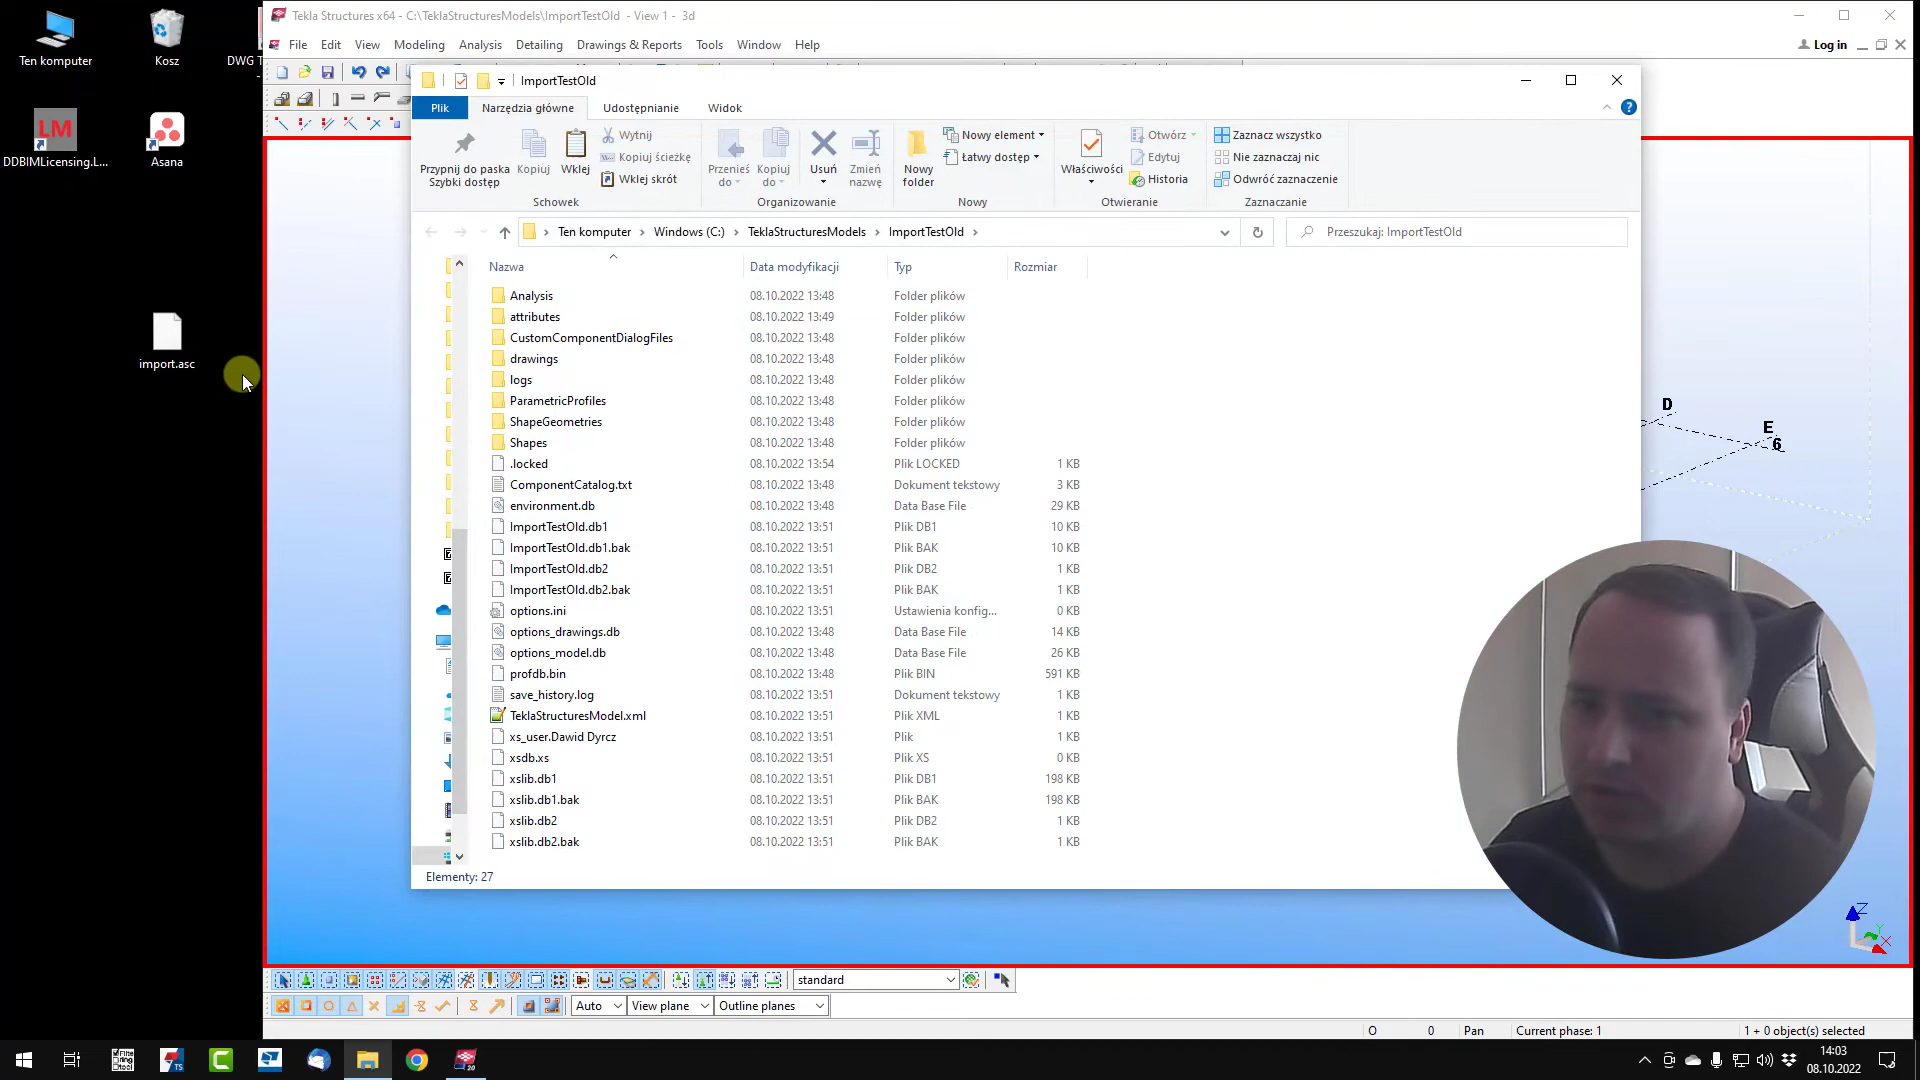 Ten komputer
Kosz
DWG T
-
LM
DDBIMLicensing.L...
Asana
import.asc
Tekla Structures x64 - C:\TeklaStructuresModels\ImportTestOld - View 1 - 3d
File Edit View Modeling Analysis Detailing Drawings & Reports Tools Window Help
Log in
ImportTestOld
Plik Narzędzia główne Udostępnianie Widok
Przypnij do paska
Szybki dostęp
Kopiuj
Wklej
Wytnij
Kopiuj ścieżkę
Wklej skrót
Schowek
Przenieś
do
Kopiuj
do
Usuń
Zmień
nazwę
Organizowanie
Nowy
folder
Nowy element
Łatwy dostęp
Nowy
Właściwości
Otwórz
Edytuj
Historia
Otwieranie
Zaznacz wszystko
Nie zaznaczaj nic
Odwróć zaznaczenie
Zaznaczanie
Ten komputer > Windows (C:) > TeklaStructuresModels > ImportTestOld >
Przeszukaj: ImportTestOld
Nazwa Data modyfikacji Typ Rozmiar
Analysis 08.10.2022 13:48 Folder plików
attributes 08.10.2022 13:49 Folder plików
CustomComponentDialogFiles 08.10.2022 13:48 Folder plików
drawings 08.10.2022 13:48 Folder plików
logs 08.10.2022 13:48 Folder plików
ParametricProfiles 08.10.2022 13:48 Folder plików
ShapeGeometries 08.10.2022 13:48 Folder plików
Shapes 08.10.2022 13:48 Folder plików
.locked 08.10.2022 13:54 Plik LOCKED 1 KB
ComponentCatalog.txt 08.10.2022 13:48 Dokument tekstowy 3 KB
environment.db 08.10.2022 13:48 Data Base File 29 KB
ImportTestOld.db1 08.10.2022 13:51 Plik DB1 10 KB
ImportTestOld.db1.bak 08.10.2022 13:51 Plik BAK 10 KB
ImportTestOld.db2 08.10.2022 13:51 Plik DB2 1 KB
ImportTestOld.db2.bak 08.10.2022 13:51 Plik BAK 1 KB
options.ini 08.10.2022 13:51 Ustawienia konfig... 0 KB
options_drawings.db 08.10.2022 13:48 Data Base File 14 KB
options_model.db 08.10.2022 13:48 Data Base File 26 KB
profdb.bin 08.10.2022 13:48 Plik BIN 591 KB
save_history.log 08.10.2022 13:51 Dokument tekstowy 1 KB
TeklaStructuresModel.xml 08.10.2022 13:51 Plik XML 1 KB
xs_user.Dawid Dyrcz 08.10.2022 13:51 Plik 1 KB
xsdb.xs 08.10.2022 13:51 Plik XS 0 KB
xslib.db1 08.10.2022 13:51 Plik DB1 198 KB
xslib.db1.bak 08.10.2022 13:51 Plik BAK 198 KB
xslib.db2 08.10.2022 13:51 Plik DB2 1 KB
xslib.db2.bak 08.10.2022 13:51 Plik BAK 1 KB
Elementy: 27
D
E
6
Z
Y
X
standard
Auto View plane Outline planes
O 0 Pan Current phase: 1 1 + 0 object(s) selected
14:03
08.10.2022